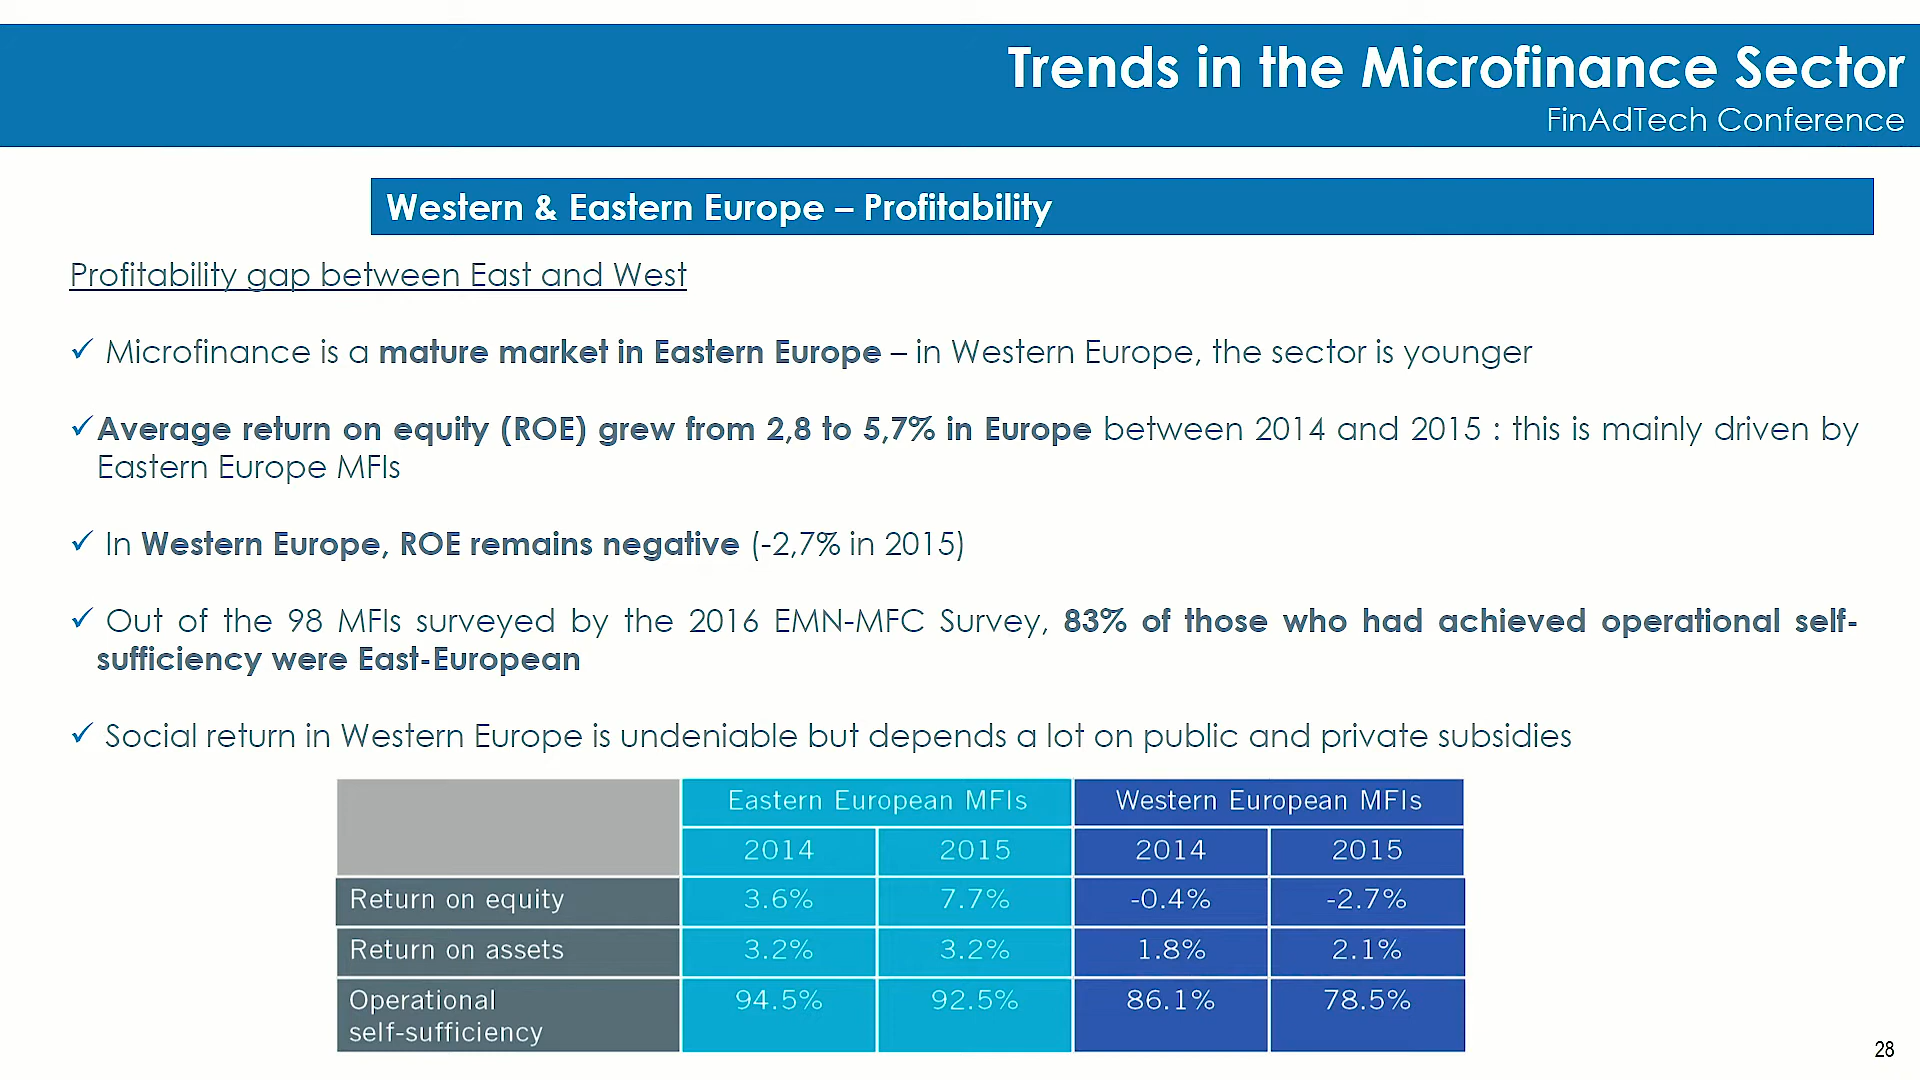 Trends in the Microfinance Sector
FinAdTech Conference
Western & Eastern Europe – Profitability
Profitability gap between East and West
✓ Microfinance is a mature market in Eastern Europe – in Western Europe, the sector is younger
✓ Average return on equity (ROE) grew from 2,8 to 5,7% in Europe between 2014 and 2015 : this is mainly driven by
Eastern Europe MFIs
✓ In Western Europe, ROE remains negative (-2,7% in 2015)
✓ Out of the 98 MFIs surveyed by the 2016 EMN-MFC Survey, 83% of those who had achieved operational self-
sufficiency were East-European
✓ Social return in Western Europe is undeniable but depends a lot on public and private subsidies
Eastern European MFIs Western European MFIs
2014 2015 2014 2015
Return on equity 3.6% 7.7% -0.4% -2.7%
Return on assets 3.2% 3.2% 1.8% 2.1%
Operational 94.5% 92.5% 86.1% 78.5%
self-sufficiency
28